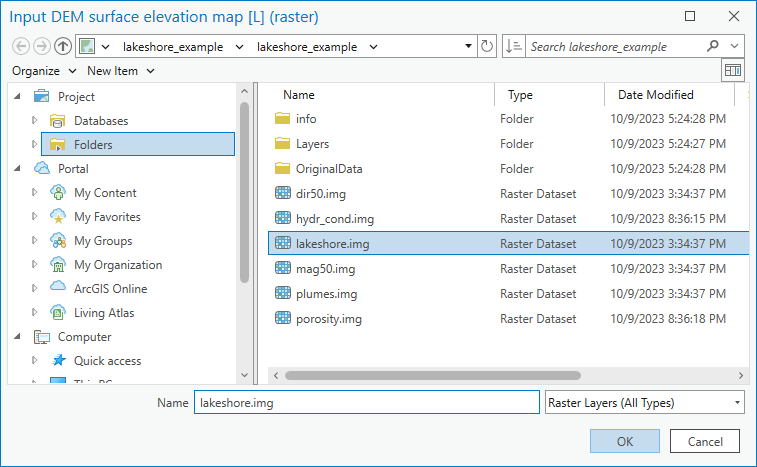 Input DEM surface elevation map [L] (raster)
lakeshore_example lakeshore_example Search lakeshore_example
Organize New Item
Project
Databases
Folders
Portal
My Content
My Favorites
My Groups
My Organization
ArcGIS Online
Living Atlas
Computer
Quick access
This PC
Name Type Date Modified
info Folder 10/9/2023 5:24:28 PM
Layers Folder 10/9/2023 5:24:27 PM
OriginalData Folder 10/9/2023 5:24:28 PM
dir50.img Raster Dataset 10/9/2023 3:34:37 PM
hydr_cond.img Raster Dataset 10/9/2023 8:36:15 PM
lakeshore.img Raster Dataset 10/9/2023 3:34:37 PM
mag50.img Raster Dataset 10/9/2023 3:34:37 PM
plumes.img Raster Dataset 10/9/2023 3:34:37 PM
porosity.img Raster Dataset 10/9/2023 8:36:18 PM
Name lakeshore.img Raster Layers (All Types)
OK Cancel